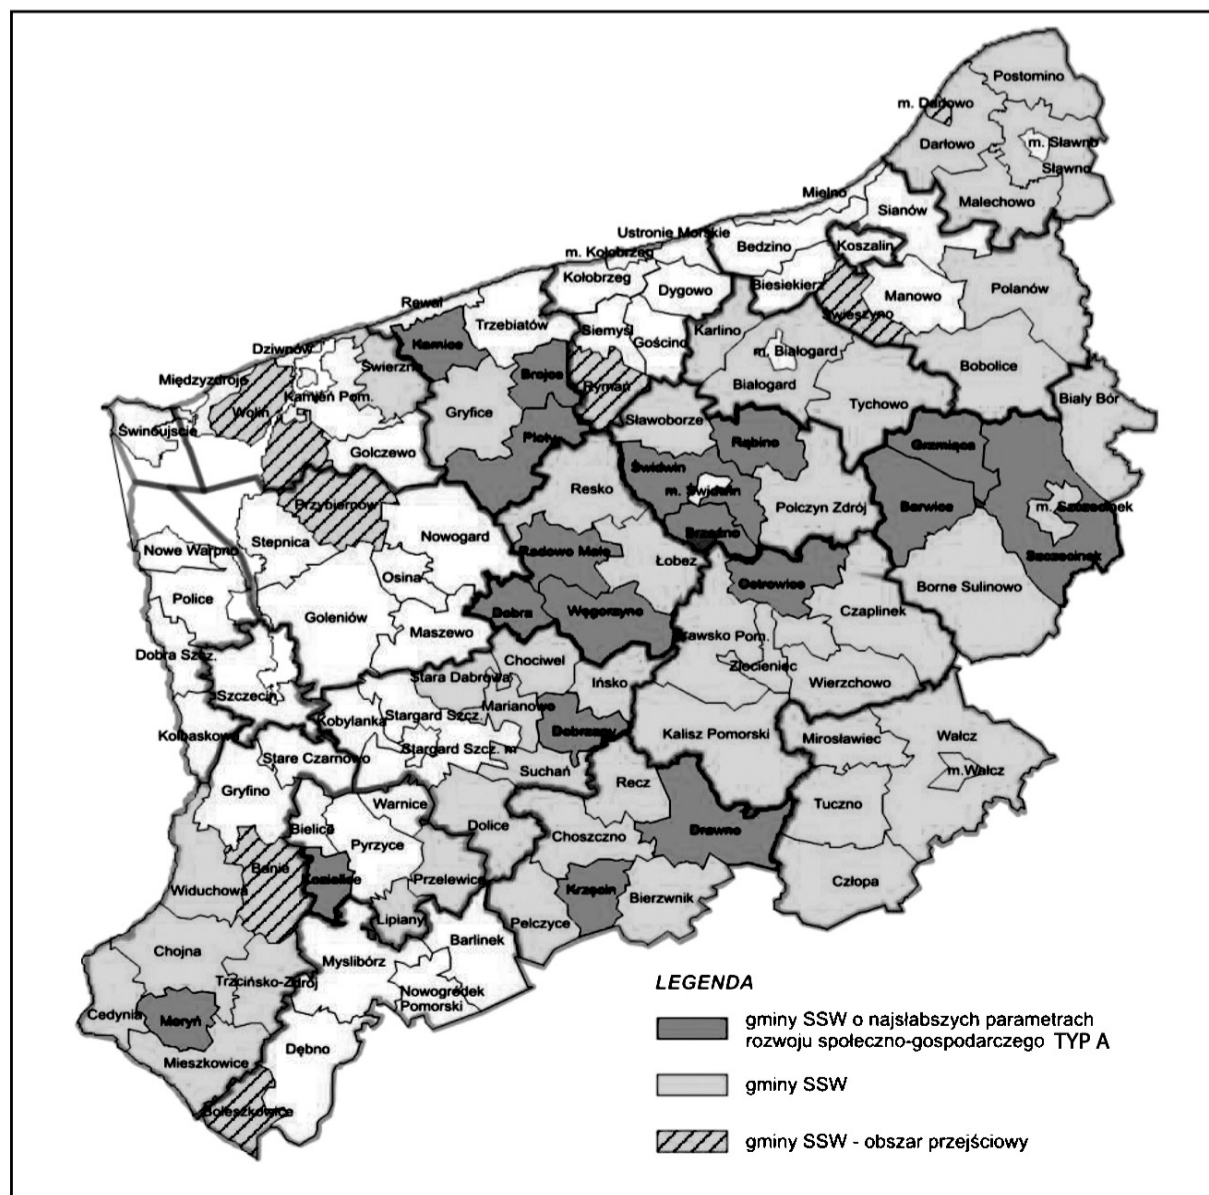 Postomino
m. Darłowo
Darłowo
m. Sławno
Sławno
Malechowo
Mielno
Sianów
Ustronie Morskie
Bedzino
Koszalin
m. Kołobrzeg
Kołobrzeg
Dygowo
Biesiekierz
Manowo
Polanów
Rewal
Świeszyno
Trzebiatów
Siemyśl
Karlino
Gościno
Karnice
Dziwnów
m. Białogard
Świerzno
Bobolice
Międzyzdroje
Brojce
Rymań
Białogard
Biały Bór
Kamień Pom.
Wolin
Tychowo
Gryfice
Sławoborze
Świnoujście
Płoty
Rąbino
Grzmiąca
Golczewo
Świdwin
Resko
m. Świdwin
Przybiernów
Połczyn Zdrój
Barwice
m. Szczecinek
Nowogard
Brzeżno
Stepnica
Nowe Warpno
Radowo Małe
Łobez
Szczecinek
Osina
Ostrowice
Borne Sulinowo
Police
Dobra
Węgorzyno
Czaplinek
Goleniów
Maszewo
Dobra Szcz.
Chociwel
Złocieniec
Stara Dąbrowa
Ińsko
Wierzchowo
Szczecin
Marianowo
Kobylanka
Stargard Szcz.
Dobrzany
Kalisz Pomorski
Mirosławiec
Wałcz
Kołbaskowo
Stargard Szcz. m
Stare Czarnowo
Suchań
m.Wałcz
Recz
Gryfino
Warnice
Tuczno
Bielice
Dolice
Choszczno
Drawno
Pyrzyce
Banie
Kozielice
Przelewice
Krzęcin
Człopa
Widuchowa
Bierzwnik
Lipiany
Pełczyce
Barlinek
Chojna
Myślibórz
Trzcińsko-Zdrój
Nowogródek
Pomorski
Cedynia
Moryń
Dębno
Mieszkowice
Boleszkowice
LEGENDA
gminy SSW o najsłabszych parametrach
rozwoju społeczno-gospodarczego TYP A
gminy SSW
gminy SSW - obszar przejściowy